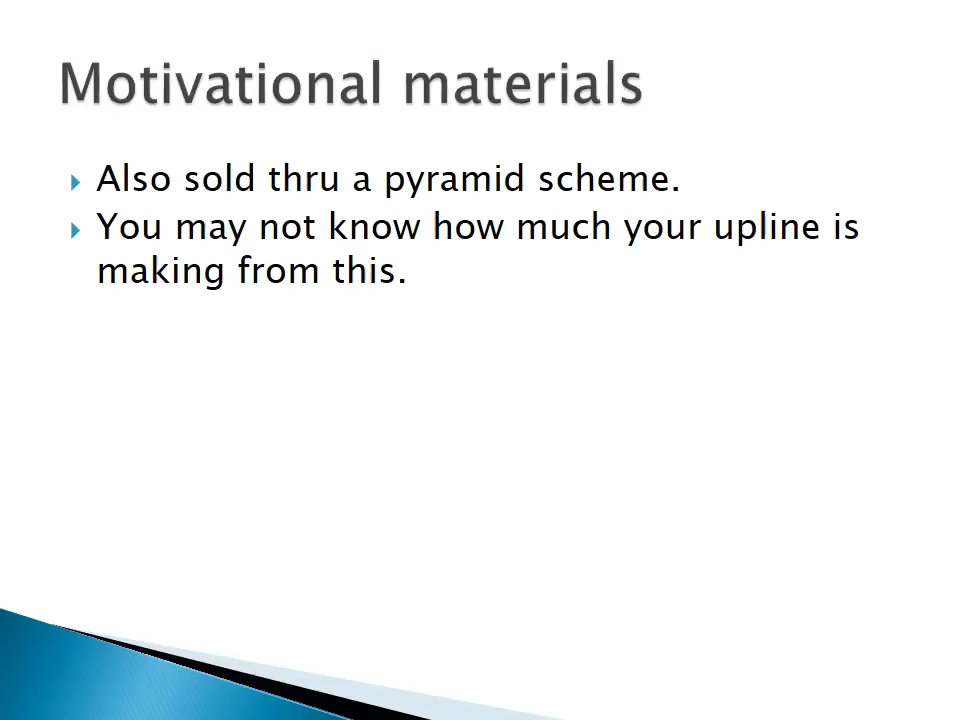 Motivational materials
Also sold thru a pyramid scheme.
You may not know how much your upline is
making from this.